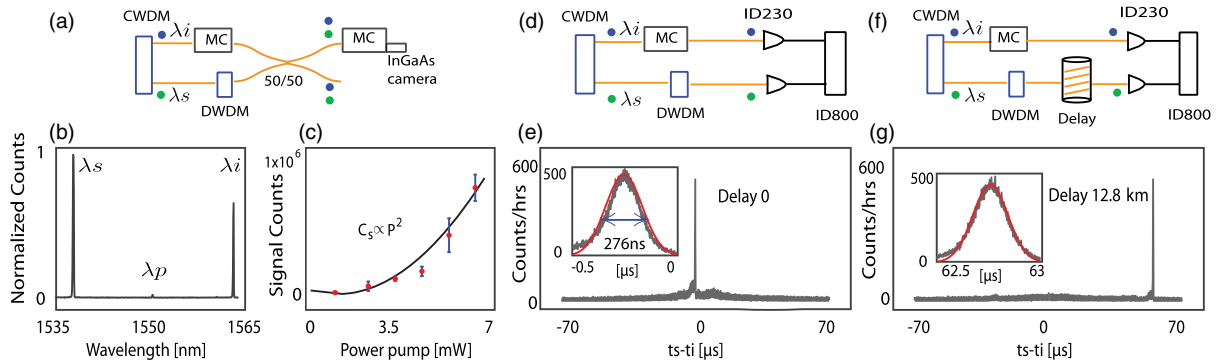 (a)
CWDM
λi
MC
MC
InGaAs
camera
50/50
λs
DWDM
(b)
Normalized Counts
1
0
λs
λp
λi
1535
1550
1565
Wavelength [nm]
(c)
Signal Counts
1x10^6
0
Cs∝P^2
0
3.5
7
Power pump [mW]
(d)
CWDM
λi
MC
ID230
λs
DWDM
ID800
(e)
Counts/hrs
600
0
500
0
276ns
-0.5
[µs]
0
Delay 0
-70
0
70
ts-ti [µs]
(f)
CWDM
λi
MC
ID230
λs
DWDM
Delay
ID800
(g)
Counts/hrs
600
0
500
0
62.5
[µs]
63
Delay 12.8 km
-70
0
70
ts-ti [µs]